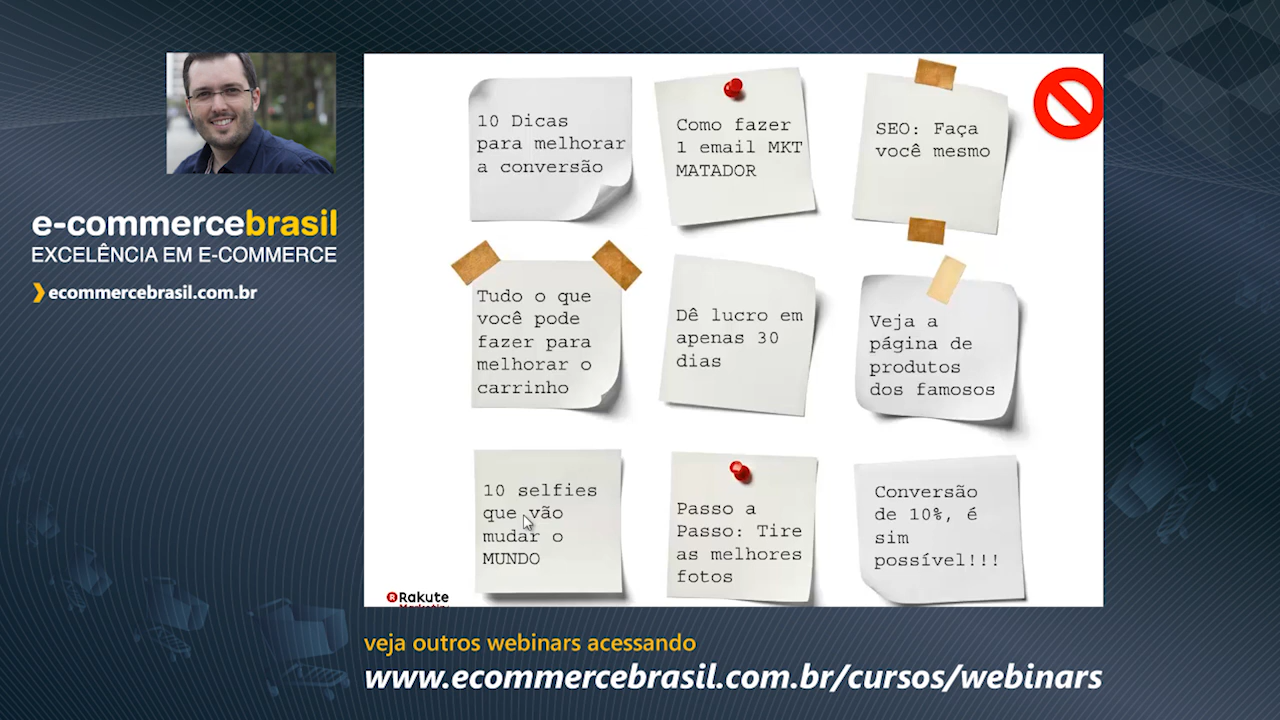 e-commercebrasil
EXCELÊNCIA EM E-COMMERCE
ecommercebrasil.com.br
10 Dicas
para melhorar
a conversão
Como fazer
1 email MKT
MATADOR
SEO: Faça
você mesmo
Tudo o que
você pode
fazer para
melhorar o
carrinho
Dê lucro em
apenas 30
dias
Veja a
página de
produtos
dos famosos
10 selfies
que vão
mudar o
MUNDO
Passo a
Passo: Tire
as melhores
fotos
Conversão
de 10%, é
sim
possível!!!
R Rakute
veja outros webinars acessando
www.ecommercebrasil.com.br/cursos/webinars